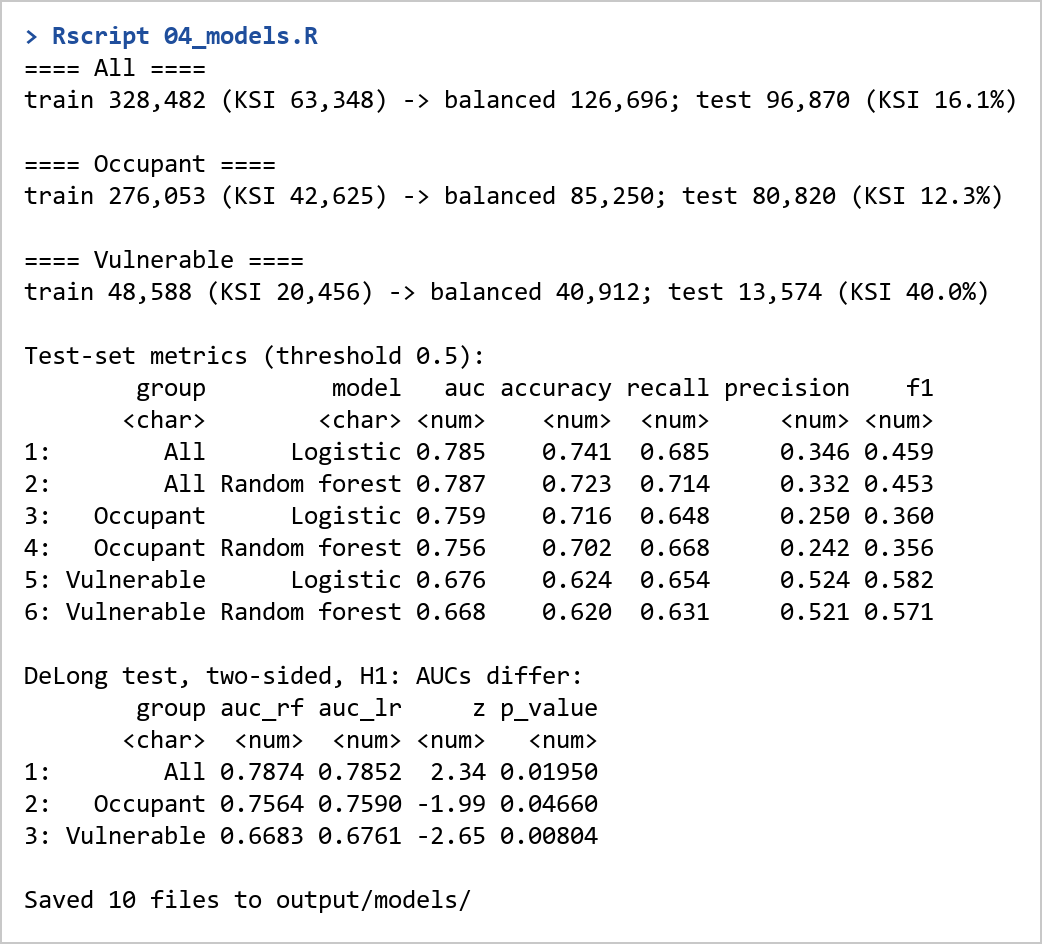 > Rscript 04_models.R
==== All ====
train 328,482 (KSI 63,348) -> balanced 126,696; test 96,870 (KSI 16.1%)
==== Occupant ====
train 276,053 (KSI 42,625) -> balanced 85,250; test 80,820 (KSI 12.3%)
==== Vulnerable ====
train 48,588 (KSI 20,456) -> balanced 40,912; test 13,574 (KSI 40.0%)
Test-set metrics (threshold 0.5):
        group         model   auc accuracy recall precision    f1
       <char>        <char> <num>    <num>  <num>     <num> <num>
1:        All      Logistic 0.785    0.741  0.685     0.346 0.459
2:        All Random forest 0.787    0.723  0.714     0.332 0.453
3:   Occupant      Logistic 0.759    0.716  0.648     0.250 0.360
4:   Occupant Random forest 0.756    0.702  0.668     0.242 0.356
5: Vulnerable      Logistic 0.676    0.624  0.654     0.524 0.582
6: Vulnerable Random forest 0.668    0.620  0.631     0.521 0.571
DeLong test, two-sided, H1: AUCs differ:
        group auc_rf auc_lr     z p_value
       <char>  <num>  <num> <num>   <num>
1:        All 0.7874 0.7852  2.34 0.01950
2:   Occupant 0.7564 0.7590 -1.99 0.04660
3: Vulnerable 0.6683 0.6761 -2.65 0.00804
Saved 10 files to output/models/